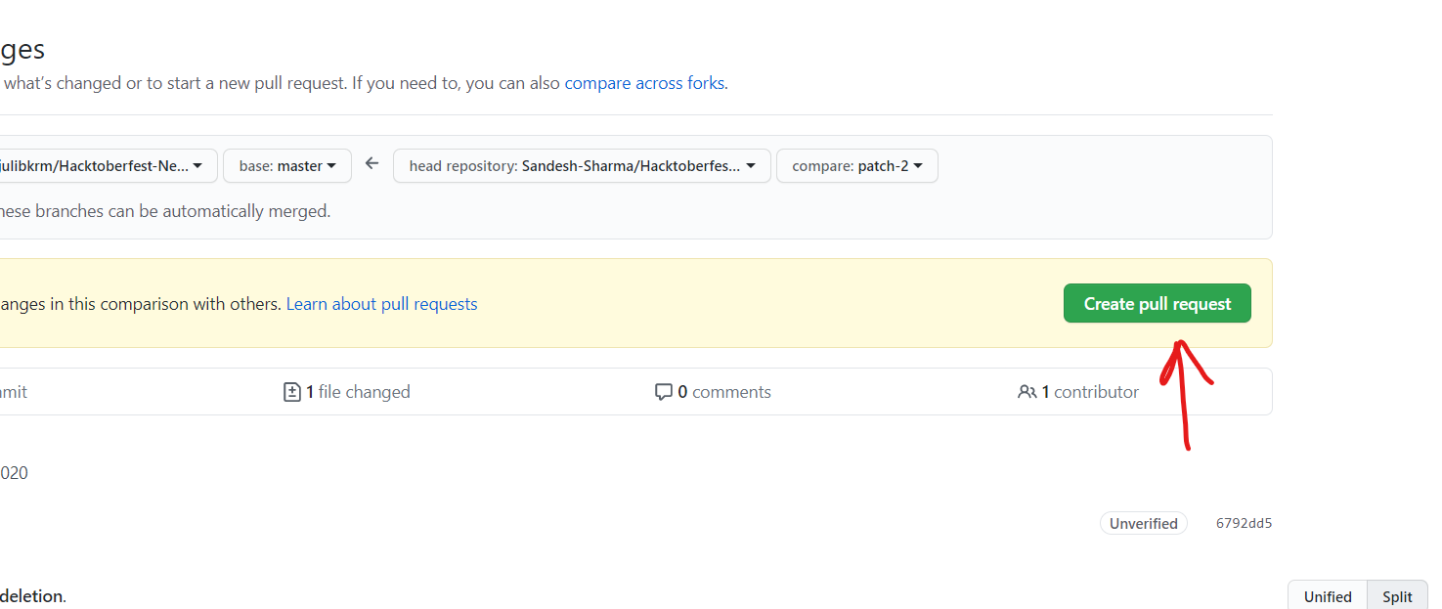 ges
what's changed or to start a new pull request. If you need to, you can also compare across forks.
julibkrm/Hacktoberfest-Ne... base: master head repository: Sandesh-Sharma/Hacktoberfes... compare: patch-2
hese branches can be automatically merged.
anges in this comparison with others. Learn about pull requests Create pull request
mit 1 file changed 0 comments 1 contributor
020
Unverified 6792dd5
deletion. Unified Split